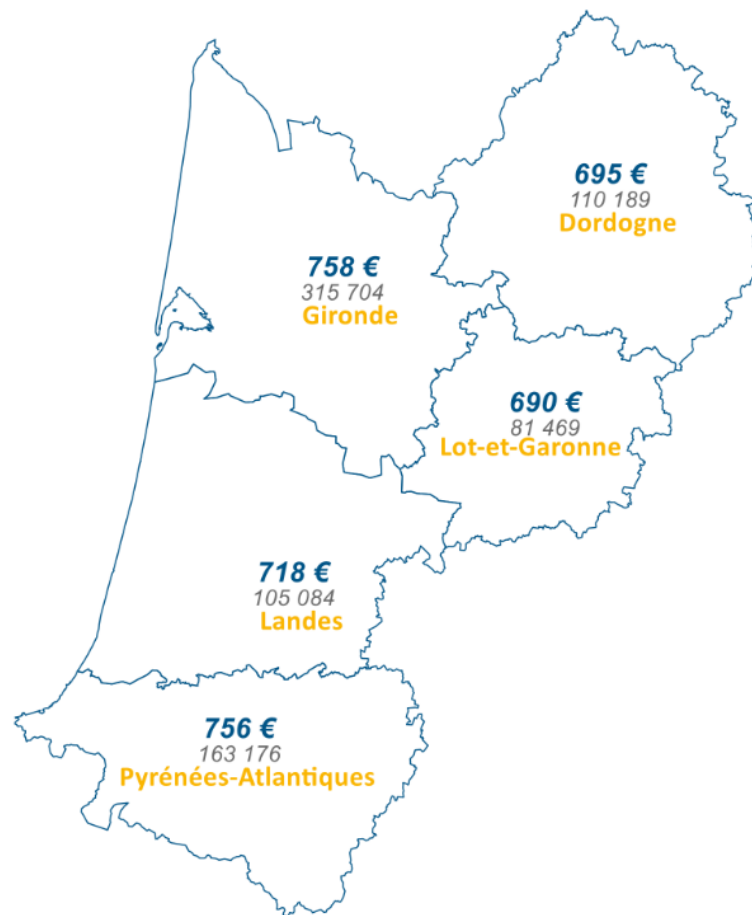 695 €
110 189
Dordogne
758 €
315 704
Gironde
690 €
81 469
Lot-et-Garonne
718 €
105 084
Landes
756 €
163 176
Pyrénées-Atlantiques